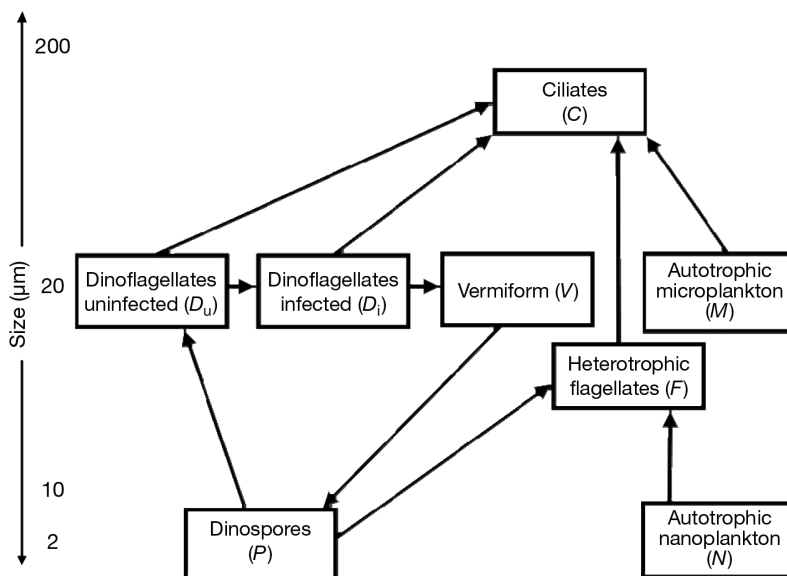 200
Ciliates
(C)
Size (µm)
20
Dinoflagellates
uninfected (Du)
Dinoflagellates
infected (Di)
Vermiform (V)
Autotrophic
microplankton
(M)
Heterotrophic
flagellates (F)
10
2
Dinospores
(P)
Autotrophic
nanoplankton
(N)